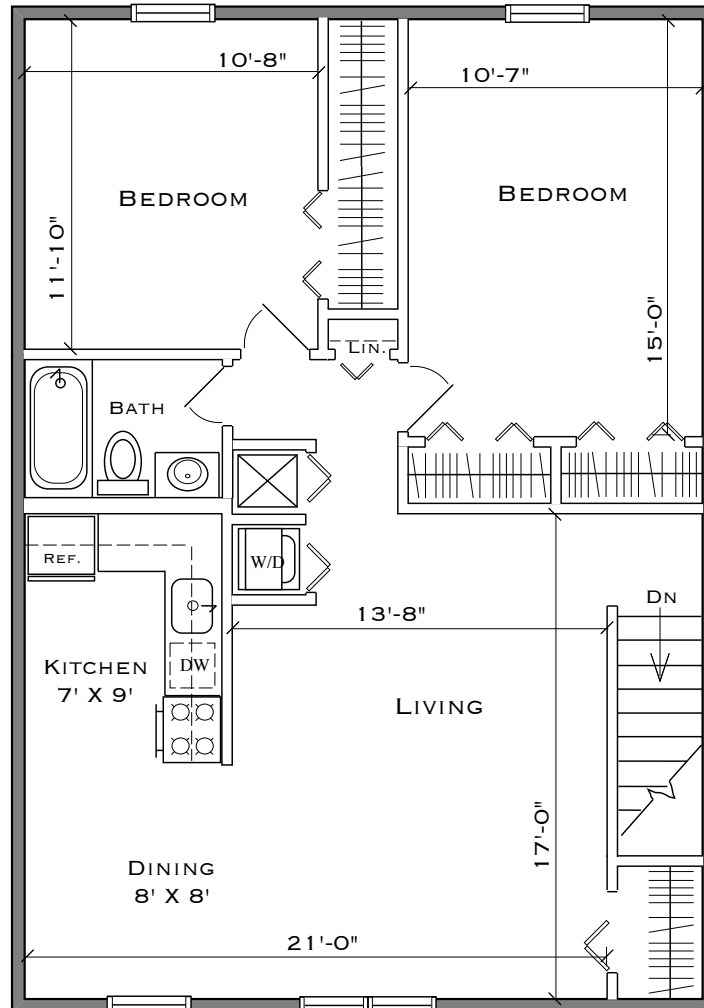 10'-8"
10'-7"
BEDROOM
BEDROOM
11'-10"
15'-0"
LIN.
BATH
REF.
W/D
DN
13'-8"
KITCHEN
7' X 9'
DW
LIVING
17'-0"
DINING
8' X 8'
21'-0"